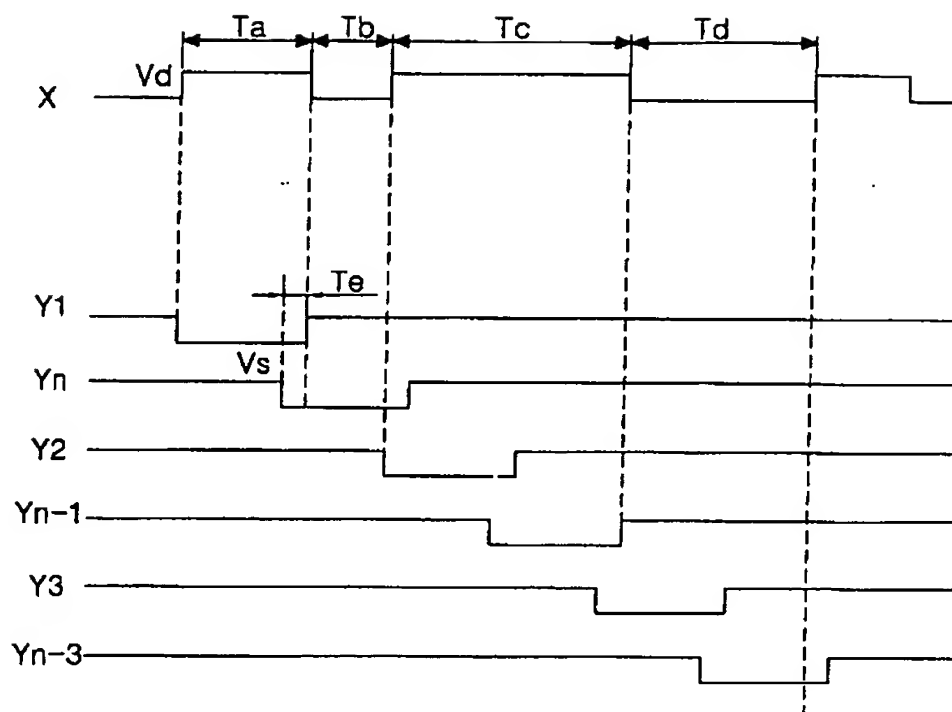 Ta Tb Tc Td
Vd
X
Te
Y1
Vs
Yn
Y2
Yn-1
Y3
Yn-3